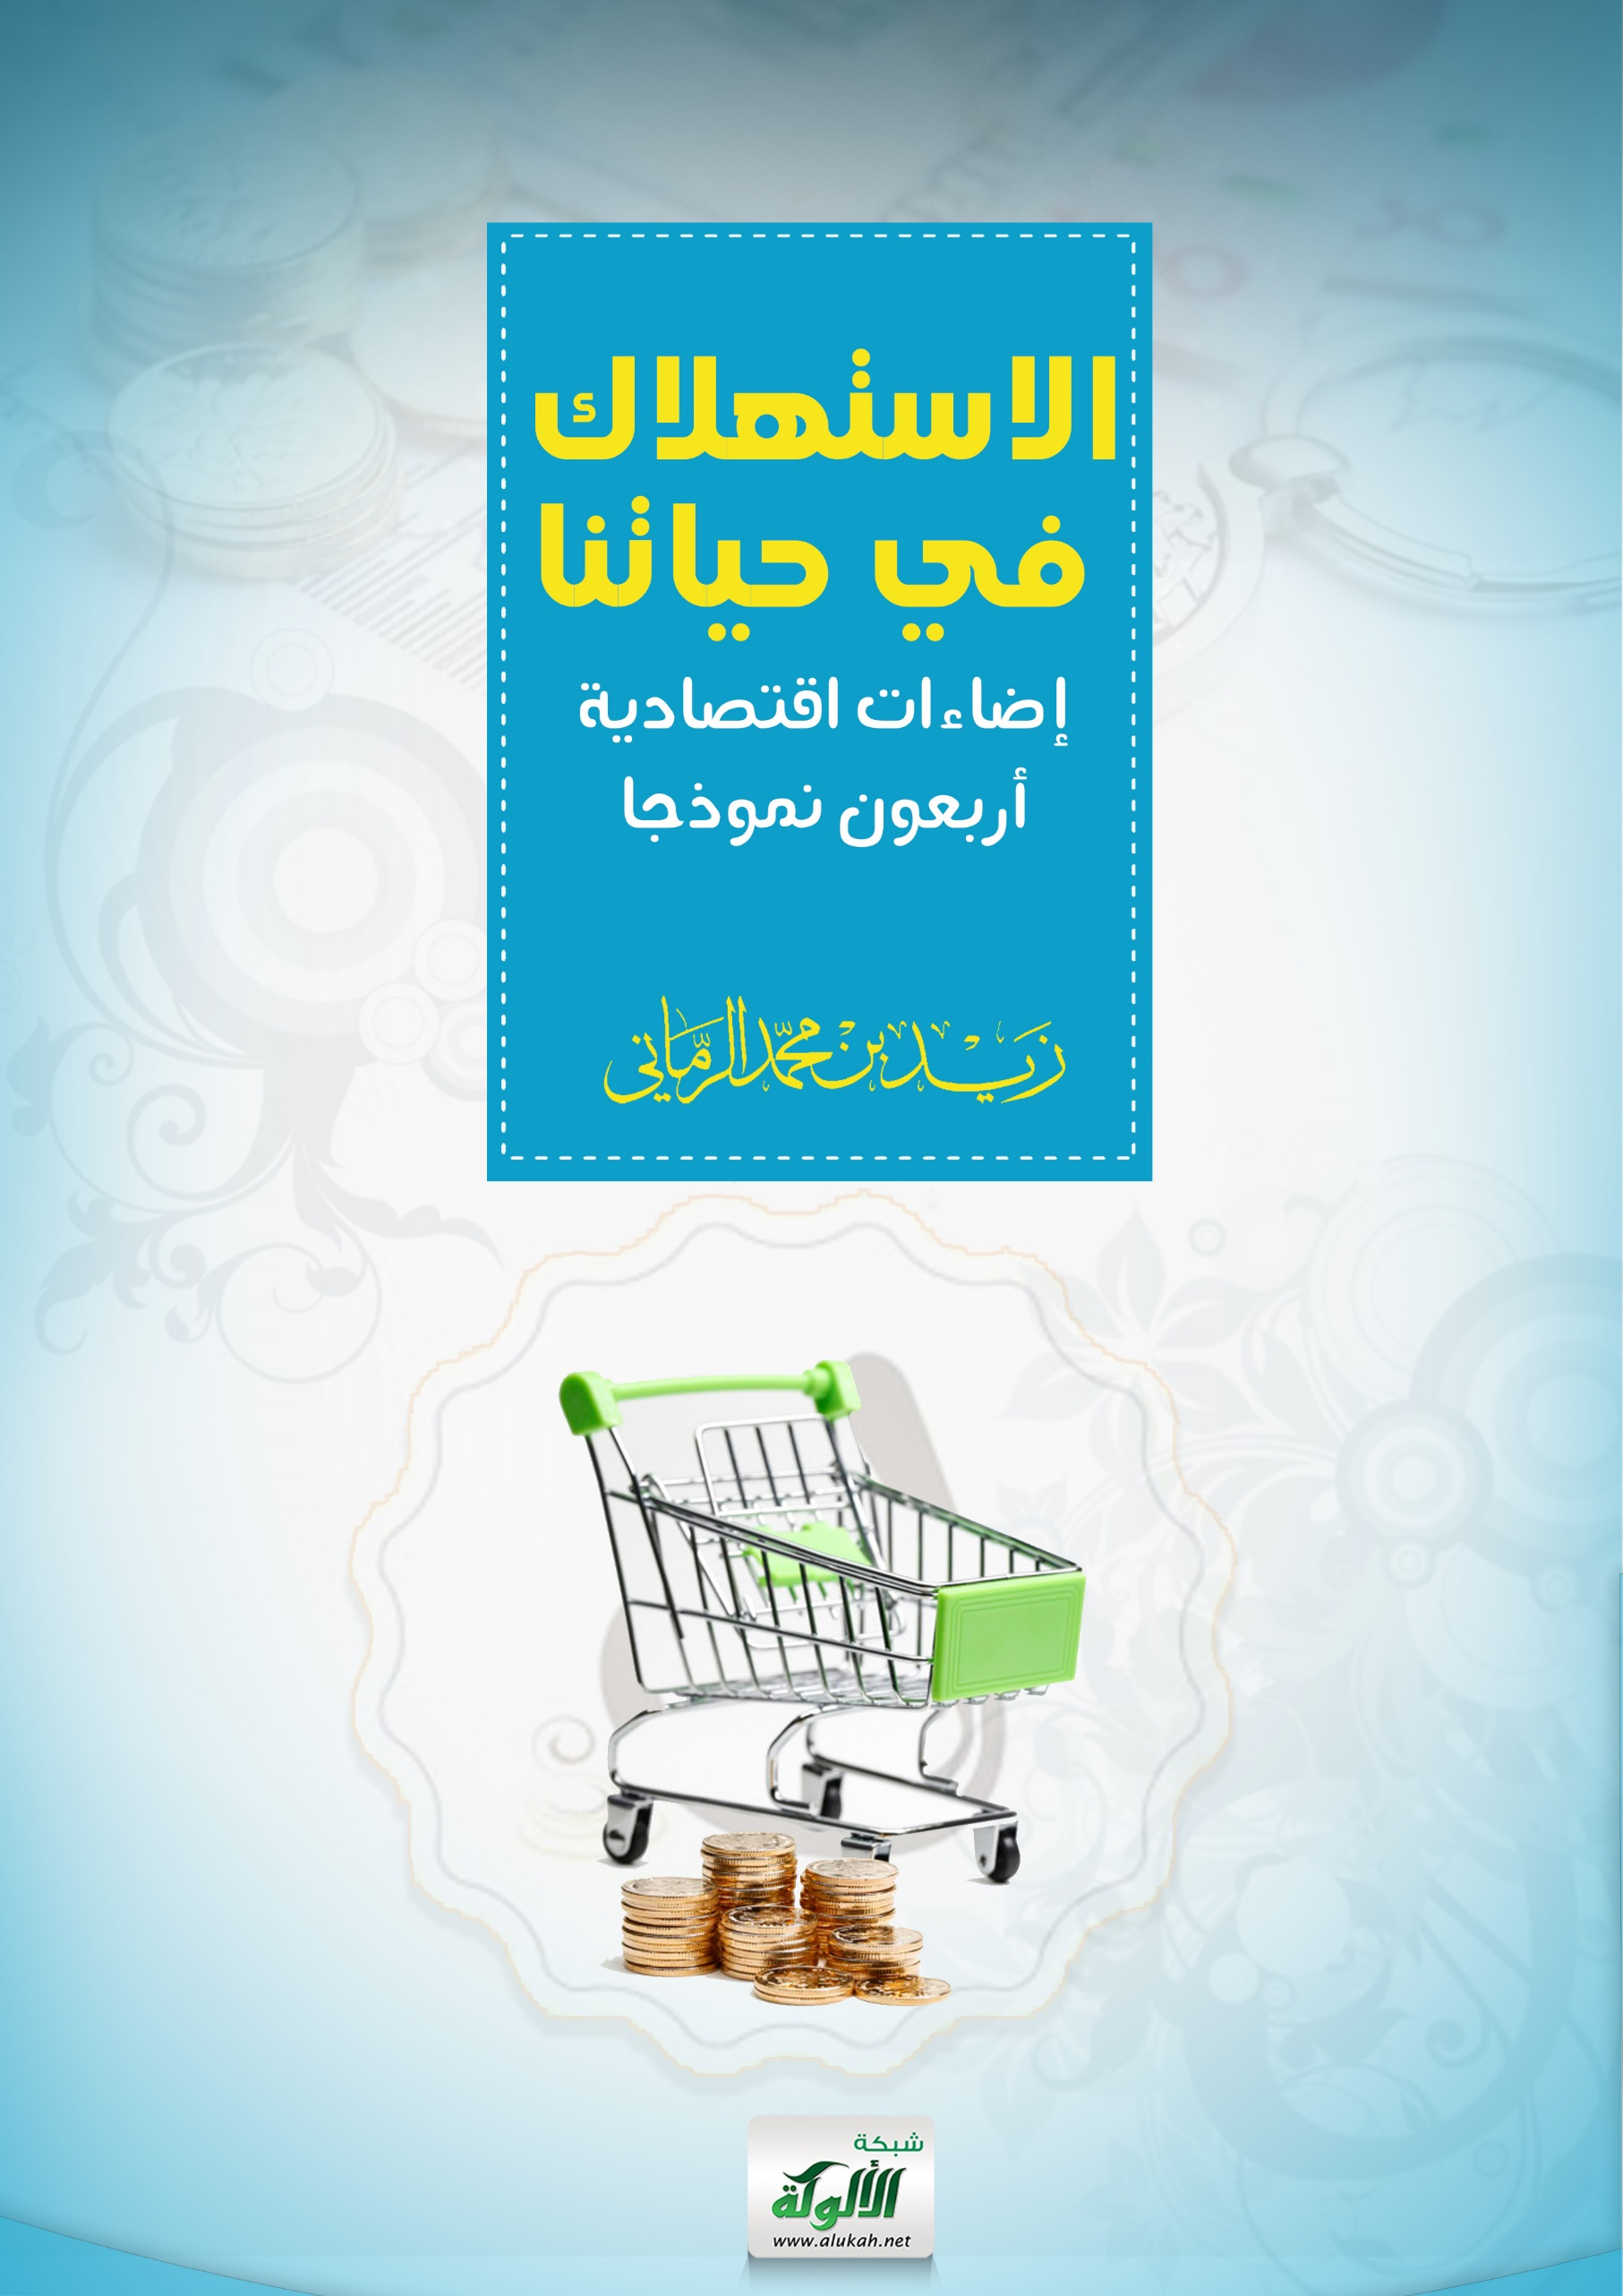 الاستهلاك
في حياتنا
إضاءات اقتصادية
أربعون نموذجا
زيد بن محمد الرماني
شبكة
الألوكة
www.alukah.net